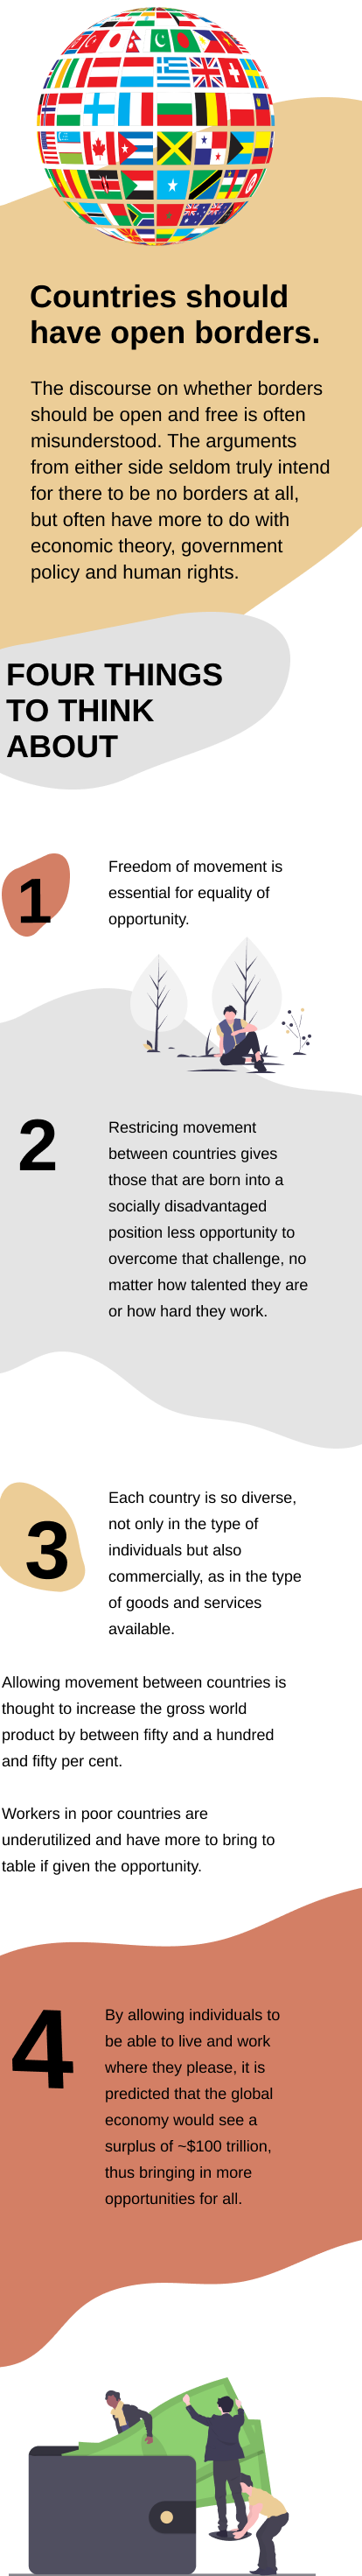 Countries should
have open borders.
The discourse on whether borders
should be open and free is often
misunderstood. The arguments
from either side seldom truly intend
for there to be no borders at all,
but often have more to do with
economic theory, government
policy and human rights.
FOUR THINGS
TO THINK
ABOUT
1
Freedom of movement is
essential for equality of
opportunity.
2
Restricing movement
between countries gives
those that are born into a
socially disadvantaged
position less opportunity to
overcome that challenge, no
matter how talented they are
or how hard they work.
3
Each country is so diverse,
not only in the type of
individuals but also
commercially, as in the type
of goods and services
available.
Allowing movement between countries is
thought to increase the gross world
product by between fifty and a hundred
and fifty per cent.
Workers in poor countries are
underutilized and have more to bring to
table if given the opportunity.
4
By allowing individuals to
be able to live and work
where they please, it is
predicted that the global
economy would see a
surplus of ~$100 trillion,
thus bringing in more
opportunities for all.